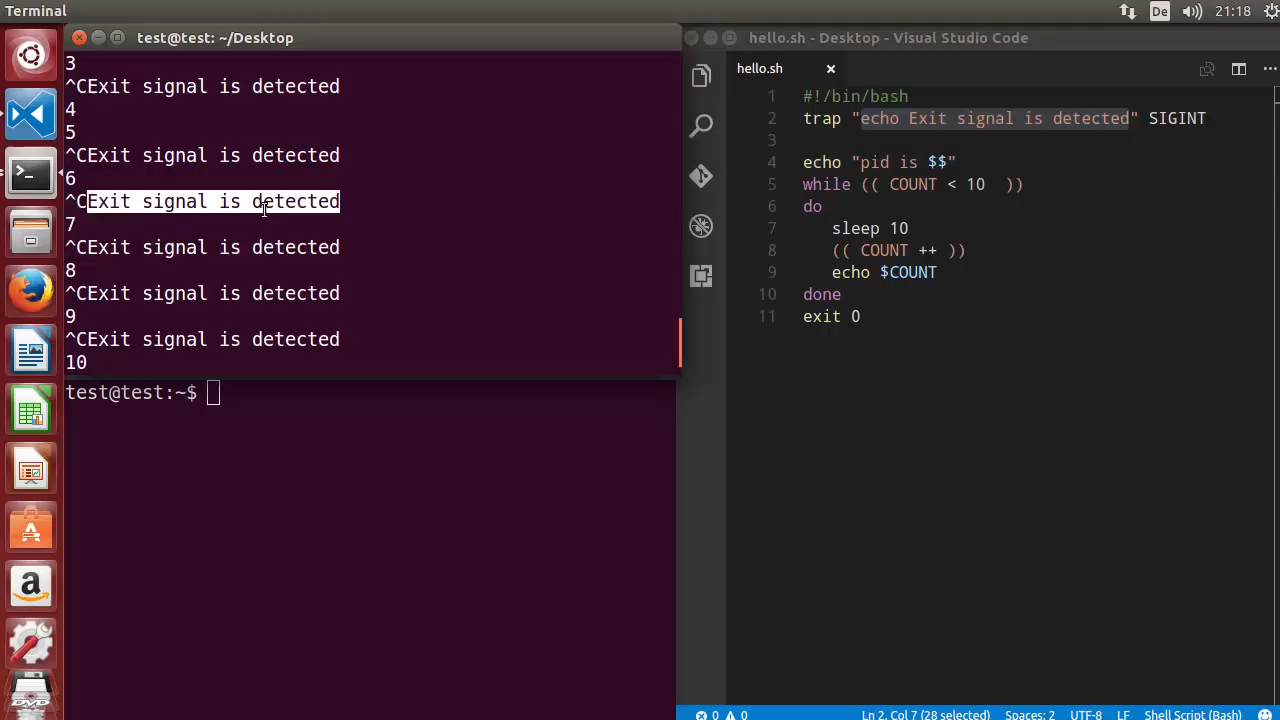 Terminal
De
21:18
test@test: ~/Desktop
3
^CExit signal is detected
4
5
^CExit signal is detected
6
^CExit signal is detected
7
^CExit signal is detected
8
^CExit signal is detected
9
^CExit signal is detected
10
test@test:~$
hello.sh - Desktop - Visual Studio Code
hello.sh
1 #!/bin/bash
2 trap "echo Exit signal is detected" SIGINT
3
4 echo "pid is $$"
5 while (( COUNT < 10  ))
6 do
7 sleep 10
8 (( COUNT ++ ))
9 echo $COUNT
10 done
11 exit 0
0 0 Ln 2, Col 7 (28 selected) Spaces: 2 UTF-8 LF Shell Script (Bash)